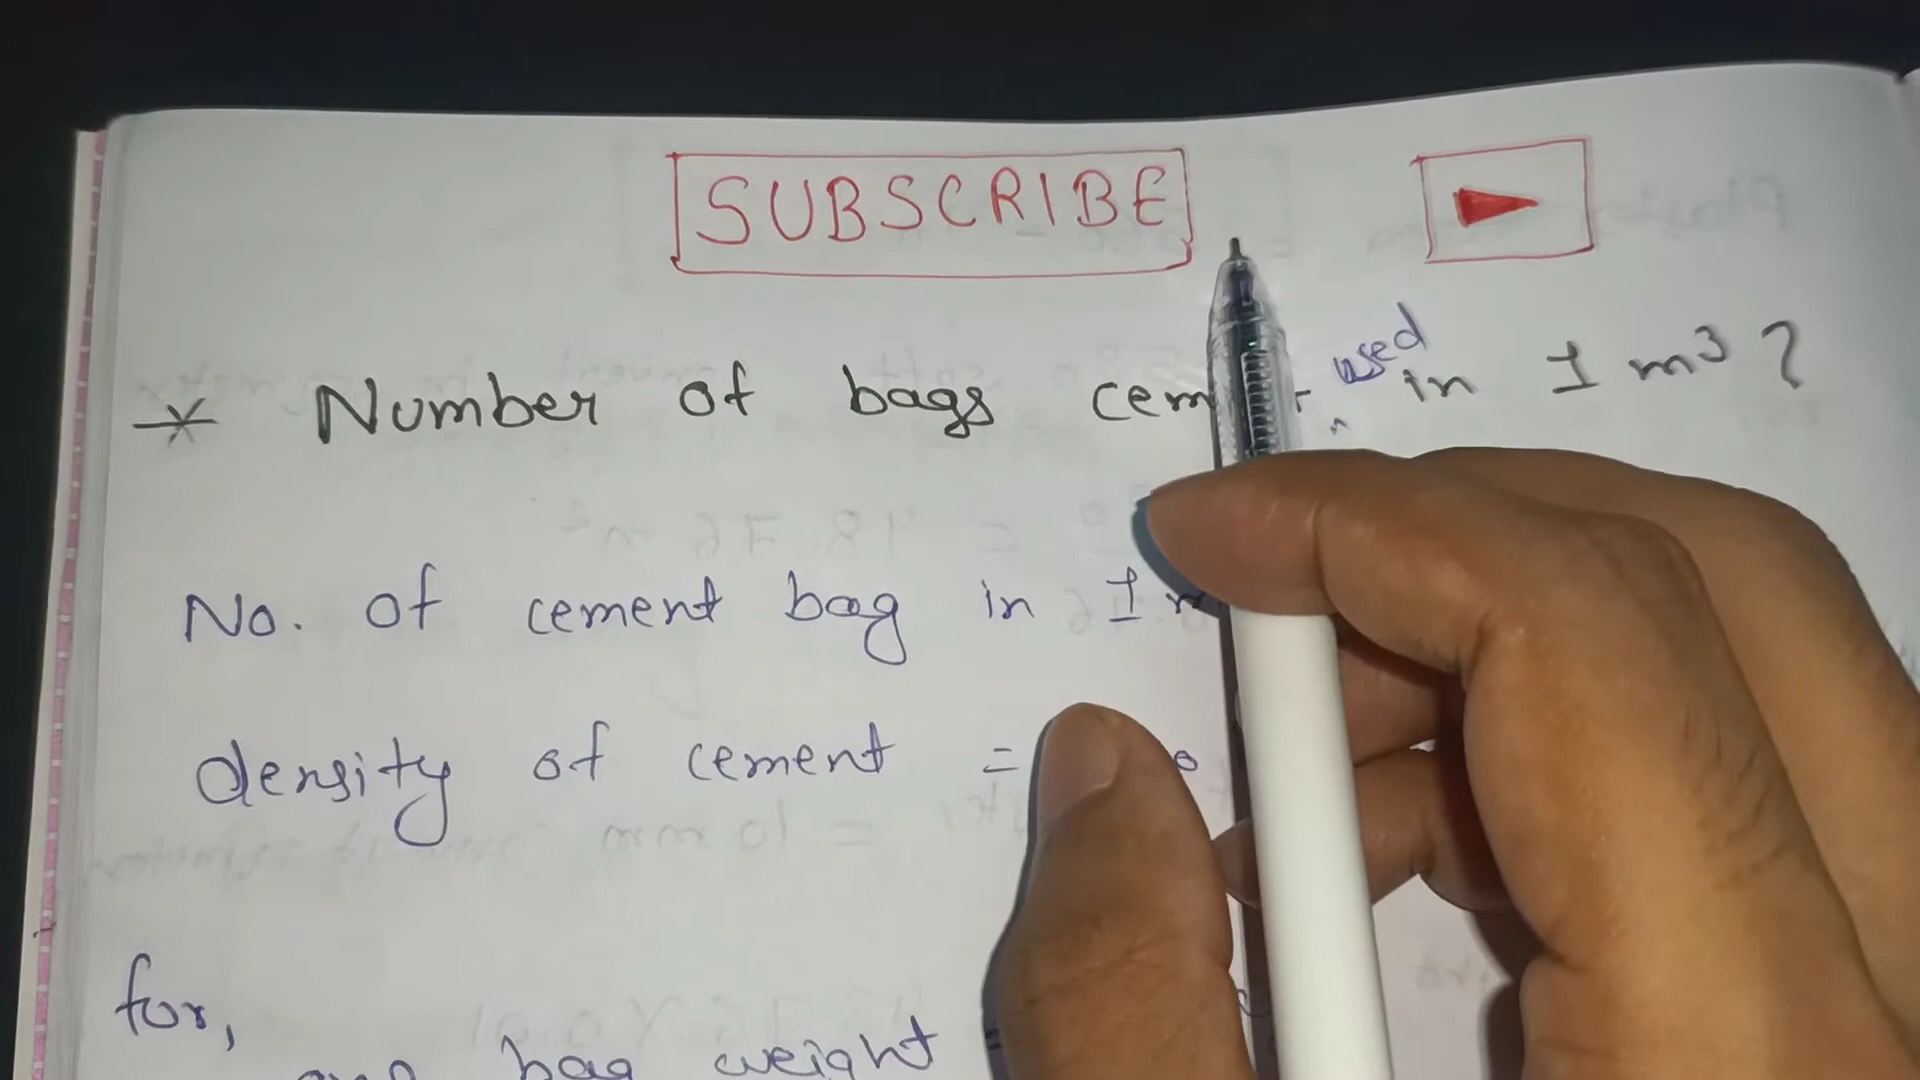 SUBSCRIBE
* Number of bags used in 1 m³ ?
No. of cement bag in 1
density of cement =
for,
one bag weight